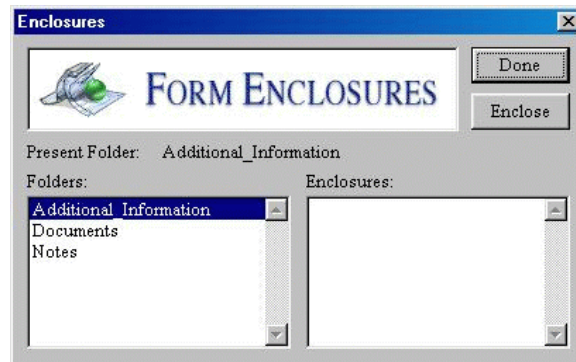 Enclosures
FORM ENCLOSURES
Done
Enclose
Present Folder: Additional_Information
Folders:
Enclosures:
Additional_Information
Documents
Notes